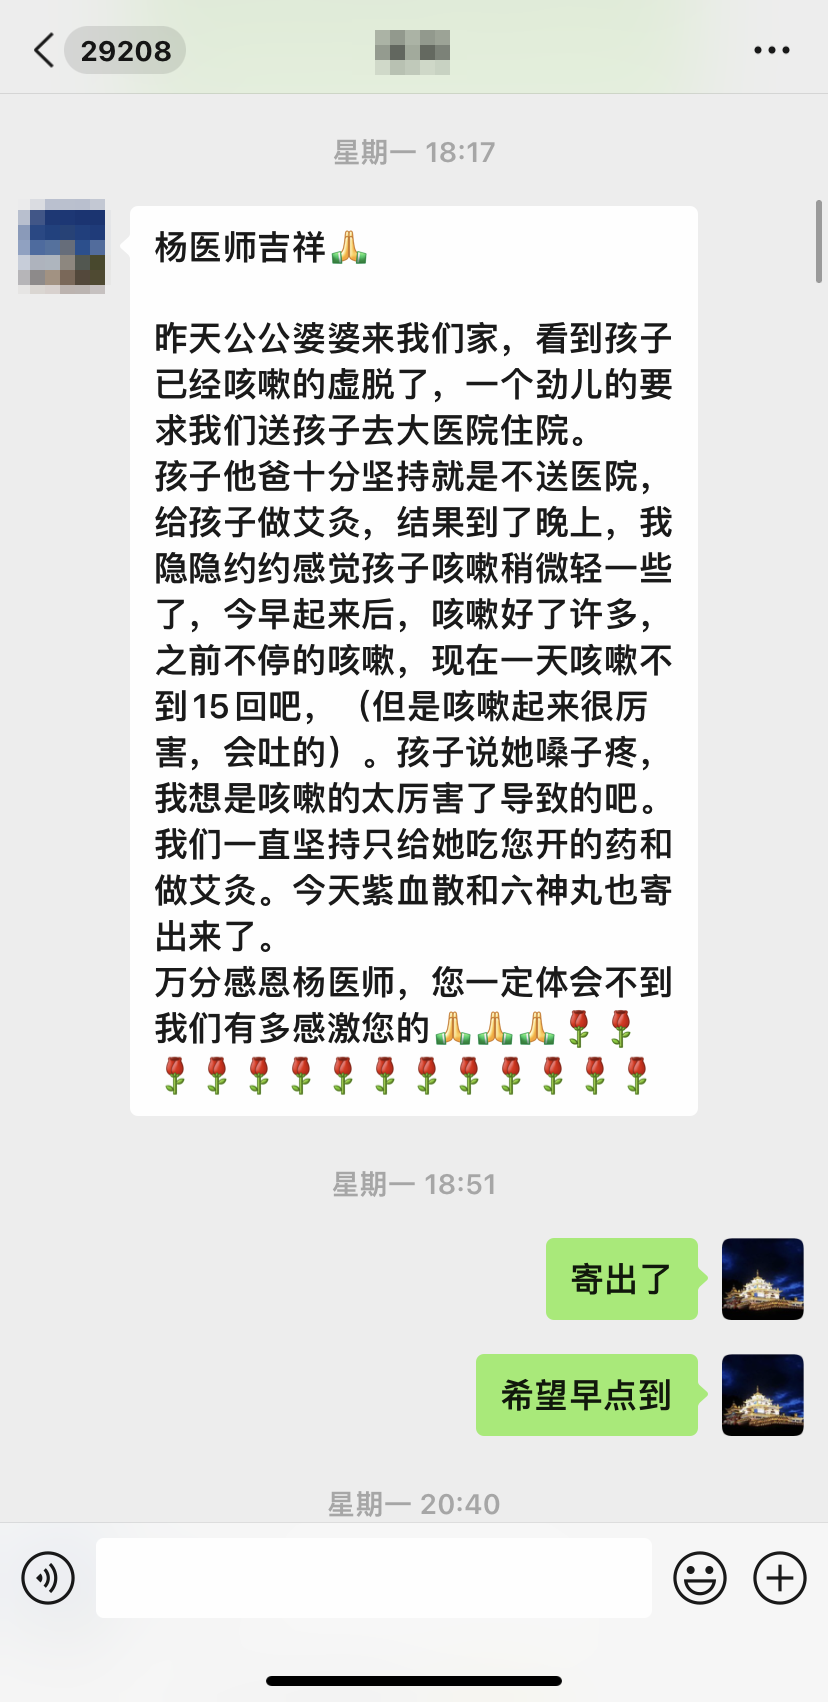 29208
星期一 18:17
杨医师吉祥🙏
昨天公公婆婆来我们家，看到孩子
已经咳嗽的虚脱了，一个劲儿的要
求我们送孩子去大医院住院。
孩子他爸十分坚持就是不送医院，
给孩子做艾灸，结果到了晚上，我
隐隐约约感觉孩子咳嗽稍微轻一些
了，今早起来后，咳嗽好了许多，
之前不停的咳嗽，现在一天咳嗽不
到15回吧，（但是咳嗽起来很厉
害，会吐的）。孩子说她嗓子疼，
我想是咳嗽的太厉害了导致的吧。
我们一直坚持只给她吃您开的药和
做艾灸。今天紫血散和六神丸也寄
出来了。
万分感恩杨医师，您一定体会不到
我们有多感激您的🙏🙏🙏🌹🌹
🌹🌹🌹🌹🌹🌹🌹🌹🌹🌹🌹🌹
星期一 18:51
寄出了
希望早点到
星期一 20:40